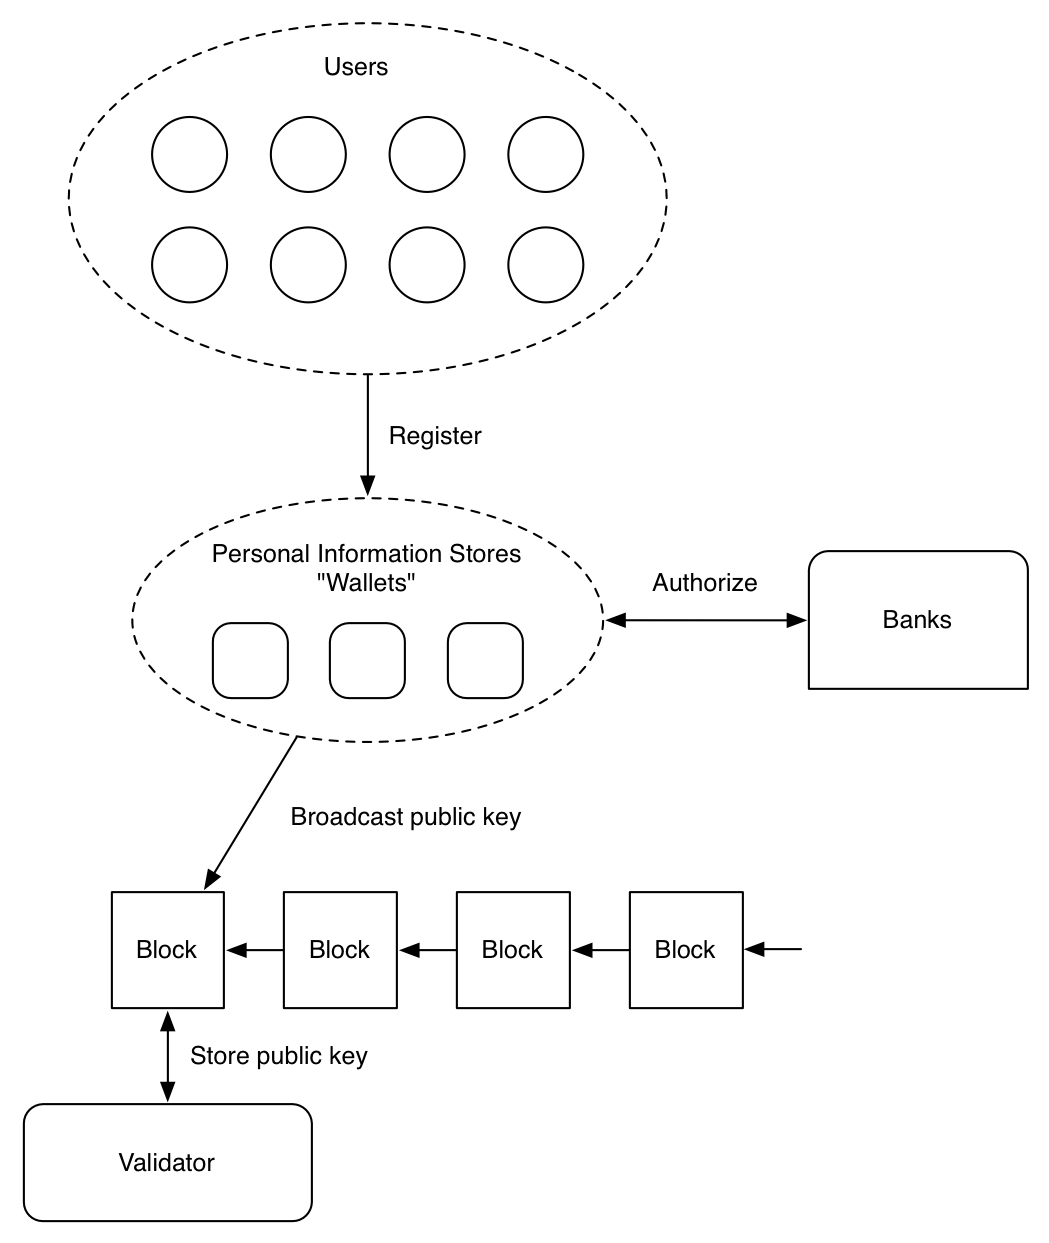 Users
Register
Personal Information Stores
"Wallets"
Authorize
Banks
Broadcast public key
Block
Block
Block
Block
Store public key
Validator